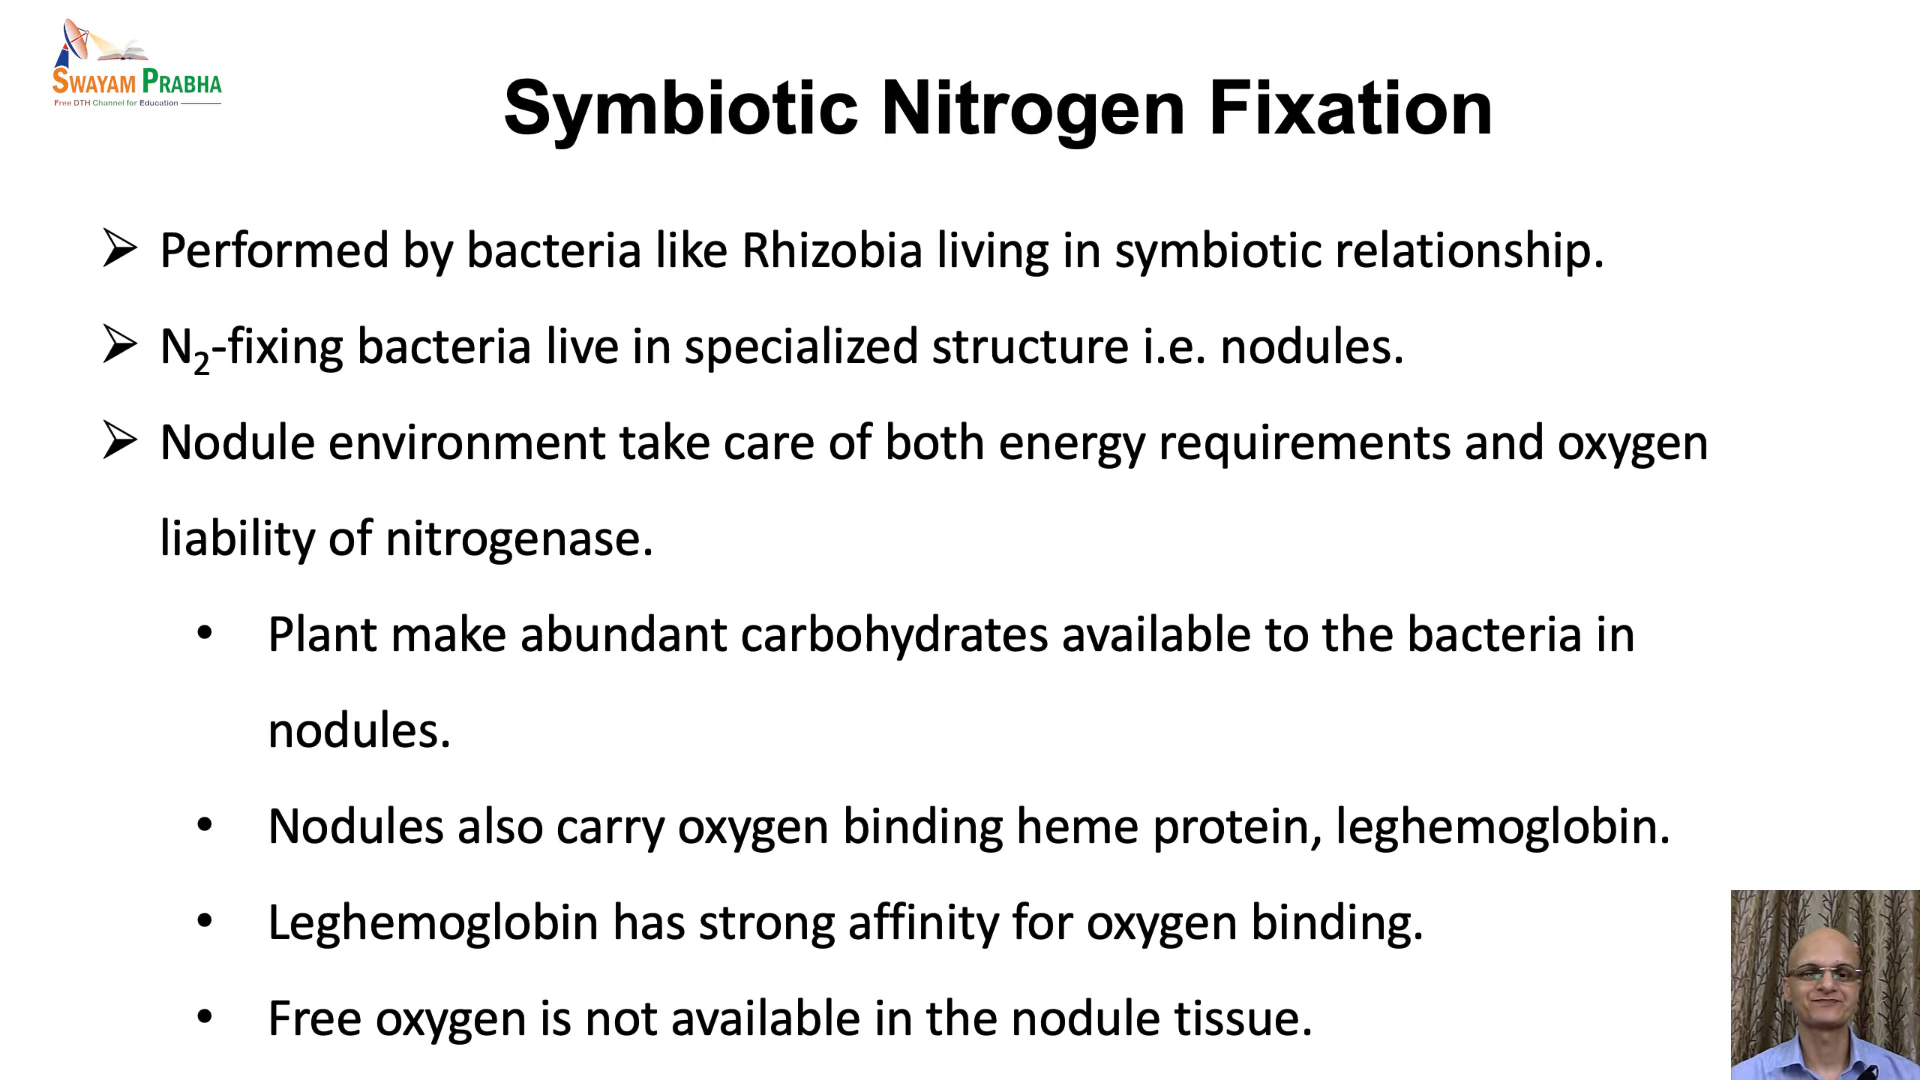 SWAYAM PRABHA
Free DTH Channel for Education
Symbiotic Nitrogen Fixation
➢ Performed by bacteria like Rhizobia living in symbiotic relationship.
➢ N₂-fixing bacteria live in specialized structure i.e. nodules.
➢ Nodule environment take care of both energy requirements and oxygen
liability of nitrogenase.
• Plant make abundant carbohydrates available to the bacteria in
nodules.
• Nodules also carry oxygen binding heme protein, leghemoglobin.
• Leghemoglobin has strong affinity for oxygen binding.
• Free oxygen is not available in the nodule tissue.